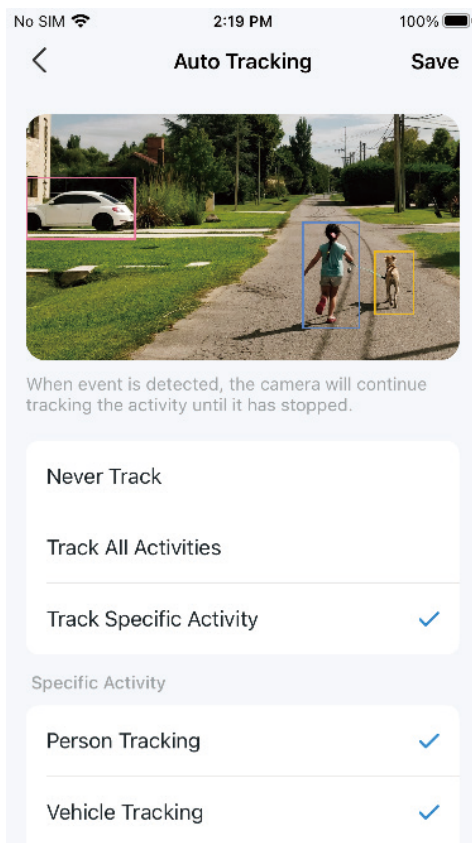 No SIM 2:19 PM 100%
Auto Tracking Save
When event is detected, the camera will continue
tracking the activity until it has stopped.
Never Track
Track All Activities
Track Specific Activity
Specific Activity
Person Tracking
Vehicle Tracking